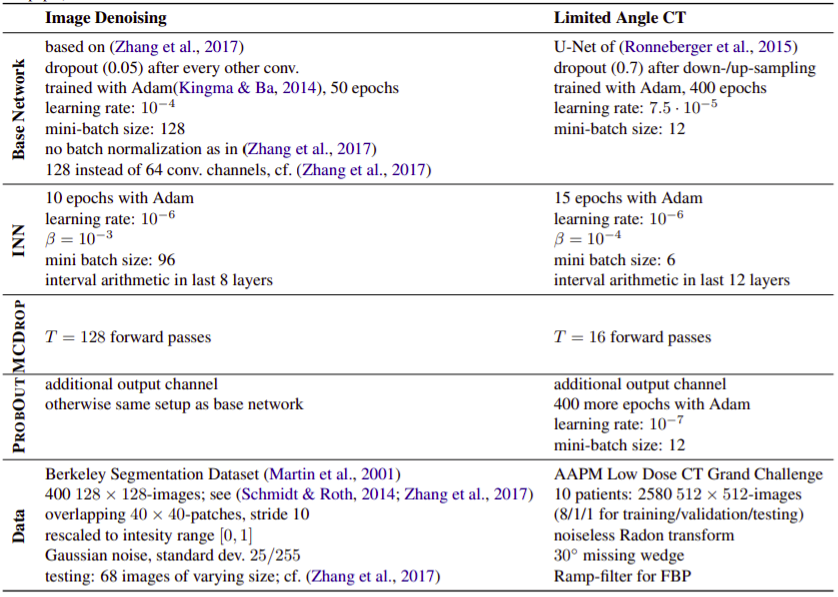 Image Denoising Limited Angle CT
Base Network
based on (Zhang et al., 2017)
dropout (0.05) after every other conv.
trained with Adam(Kingma & Ba, 2014), 50 epochs
learning rate: 10⁻⁴
mini-batch size: 128
no batch normalization as in (Zhang et al., 2017)
128 instead of 64 conv. channels, cf. (Zhang et al., 2017)
U-Net of (Ronneberger et al., 2015)
dropout (0.7) after down-/up-sampling
trained with Adam, 400 epochs
learning rate: 7.5 · 10⁻⁵
mini-batch size: 12
INN
10 epochs with Adam
learning rate: 10⁻⁶
β = 10⁻³
mini batch size: 96
interval arithmetic in last 8 layers
15 epochs with Adam
learning rate: 10⁻⁶
β = 10⁻⁴
mini batch size: 6
interval arithmetic in last 12 layers
MCDROP
T = 128 forward passes
T = 16 forward passes
PROBOUT
additional output channel
otherwise same setup as base network
additional output channel
400 more epochs with Adam
learning rate: 10⁻⁷
mini-batch size: 12
Data
Berkeley Segmentation Dataset (Martin et al., 2001)
400 128 × 128-images; see (Schmidt & Roth, 2014; Zhang et al., 2017)
overlapping 40 × 40-patches, stride 10
rescaled to intesity range [0, 1]
Gaussian noise, standard dev. 25/255
testing: 68 images of varying size; cf. (Zhang et al., 2017)
AAPM Low Dose CT Grand Challenge
10 patients: 2580 512 × 512-images
(8/1/1 for training/validation/testing)
noiseless Radon transform
30° missing wedge
Ramp-filter for FBP